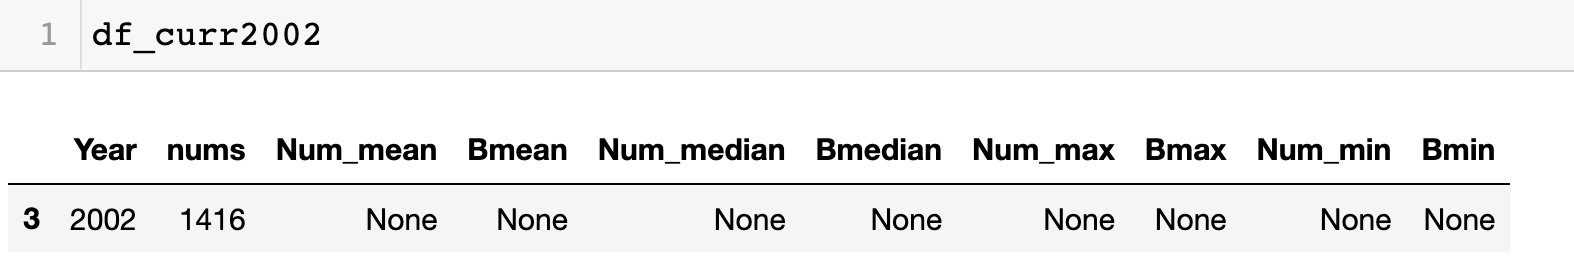 1 df_curr2002
Year nums Num_mean Bmean Num_median Bmedian Num_max Bmax Num_min Bmin
3 2002 1416 None None None None None None None None